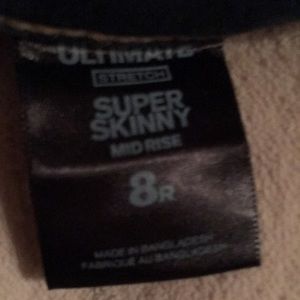 ULTIMATE
STRETCH
SUPER
SKINNY
MID RISE
8R
MADE IN BANGLADESH
FABRIQUÉ AU BANGLADESH